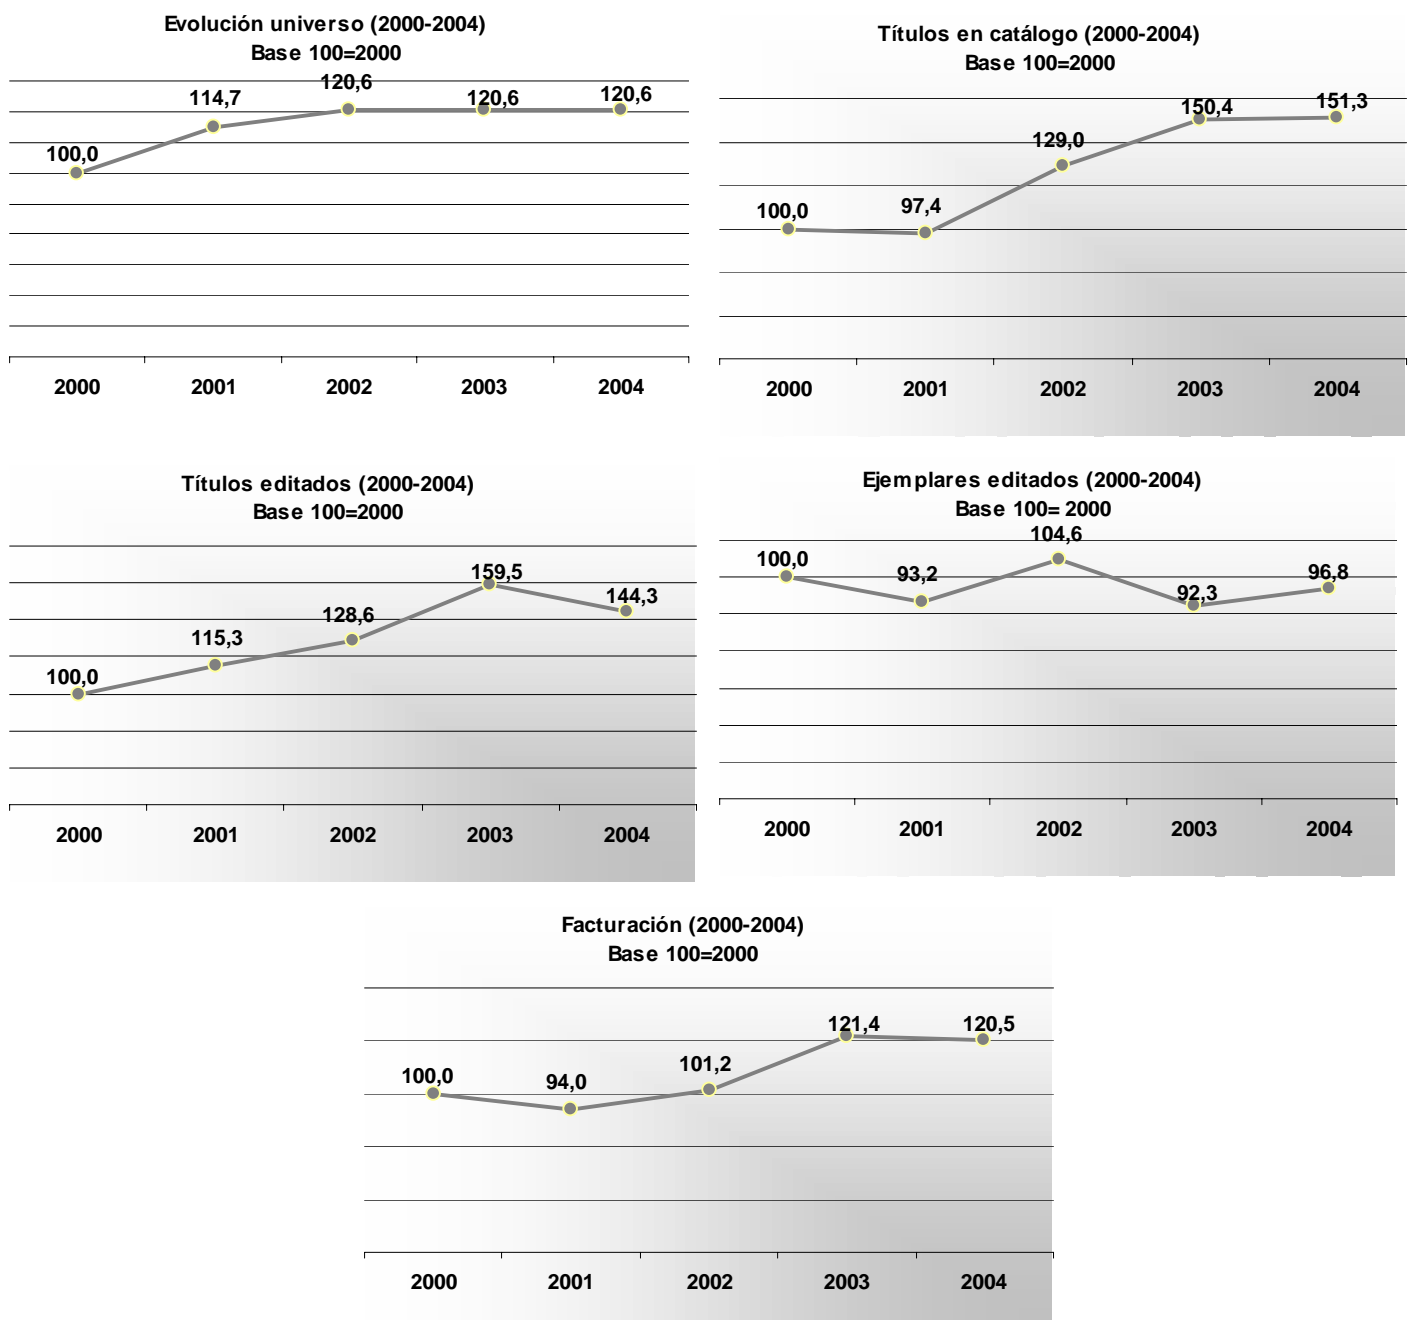 Evolución universo (2000-2004)
Base 100=2000
100,0
114,7
120,6
120,6
120,6
2000 2001 2002 2003 2004
Títulos en catálogo (2000-2004)
Base 100=2000
100,0
97,4
129,0
150,4
151,3
2000 2001 2002 2003 2004
Títulos editados (2000-2004)
Base 100=2000
100,0
115,3
128,6
159,5
144,3
2000 2001 2002 2003 2004
Ejemplares editados (2000-2004)
Base 100= 2000
100,0
93,2
104,6
92,3
96,8
2000 2001 2002 2003 2004
Facturación (2000-2004)
Base 100=2000
100,0
94,0
101,2
121,4
120,5
2000 2001 2002 2003 2004